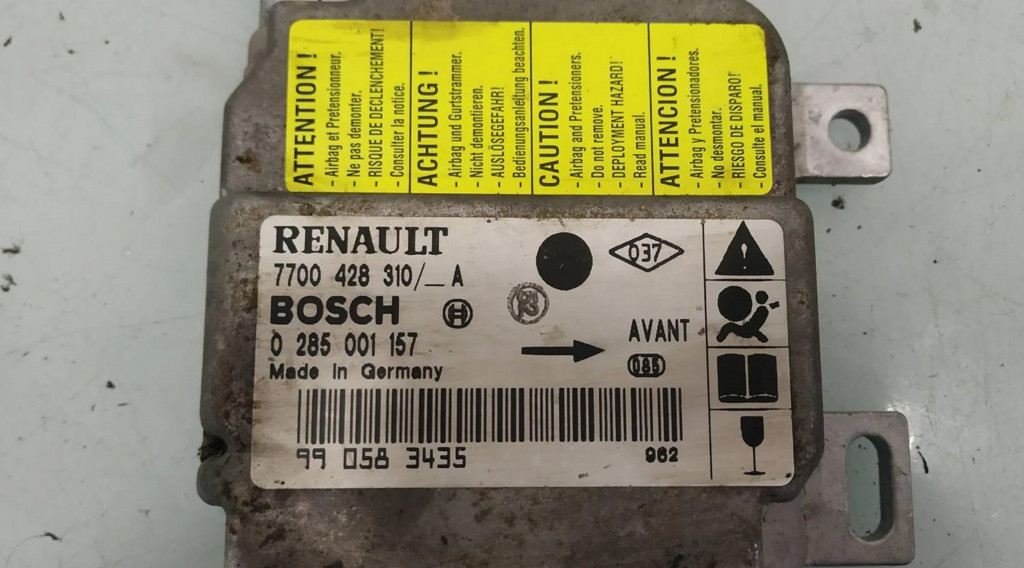 ATTENTION !
- Airbag et Pretensionneur.
- Ne pas demonter.
- RISQUE DE DECLENCHEMENT!
- Consulter la notice.
ACHTUNG !
- Airbag und Gurtstrammer.
- Nicht demontieren.
- AUSLÖSEGEFAHR!
- Bedienungsanleitung beachten.
CAUTION !
- Airbag and Pretensioners.
- Do not remove.
- DEPLOYMENT HAZARD!
- Read manual.
ATTENCION !
- Airbag y Pretensionadores.
- No desmontar.
- RIESGO DE DISPARO!
- Consulte el manual.
RENAULT
037
7700 428 310/_ A
BOSCH
AVANT
0 285 001 157
Made in Germany
99 058 3435
962